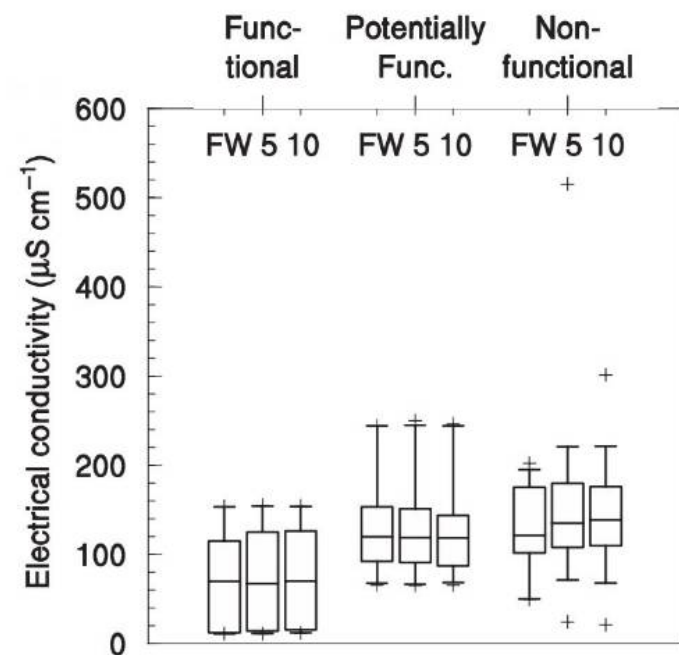 Func-
tional
Potentially
Func.
Non-
functional
600
500
400
300
200
100
0
FW 5 10
FW 5 10
FW 5 10
Electrical conductivity (µS cm⁻¹)